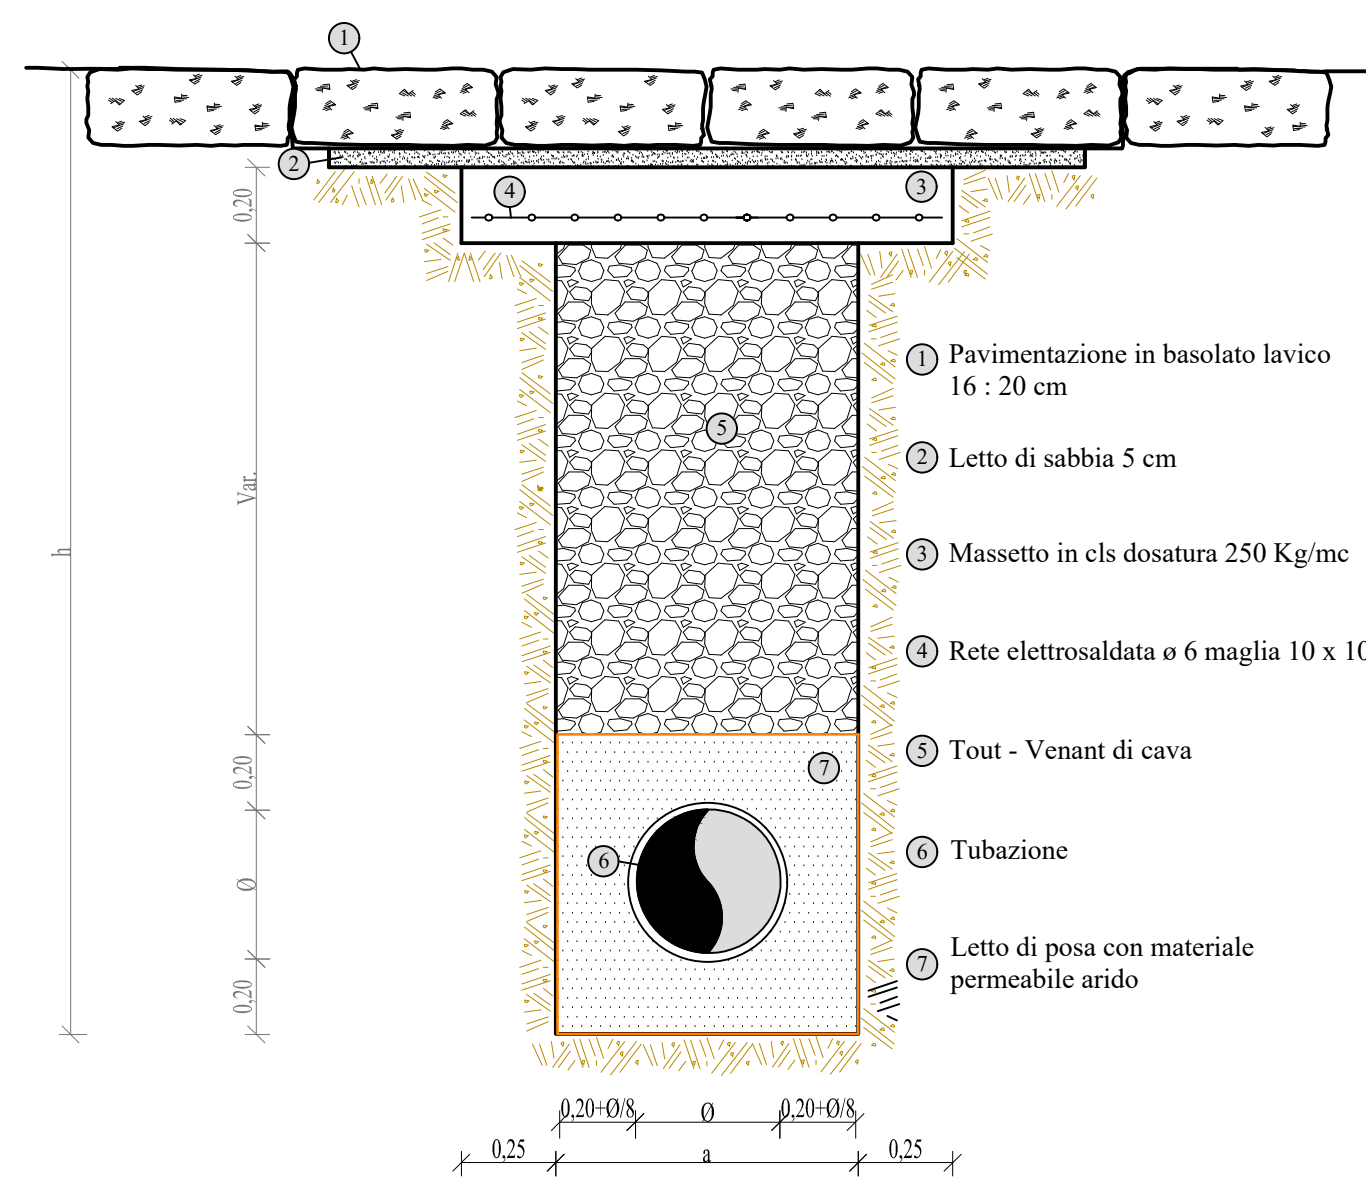 1
2
3
4
0,20
Var.
h
5
1 Pavimentazione in basolato lavico
16 : 20 cm
2 Letto di sabbia 5 cm
3 Massetto in cls dosatura 250 Kg/mc
4 Rete elettrosaldata ø 6 maglia 10 x 10
5 Tout - Venant di cava
0,20
7
6
Ø
6 Tubazione
7 Letto di posa con materiale
permeabile arido
0,20
0,20+Ø/8 Ø 0,20+Ø/8
0,25 a 0,25